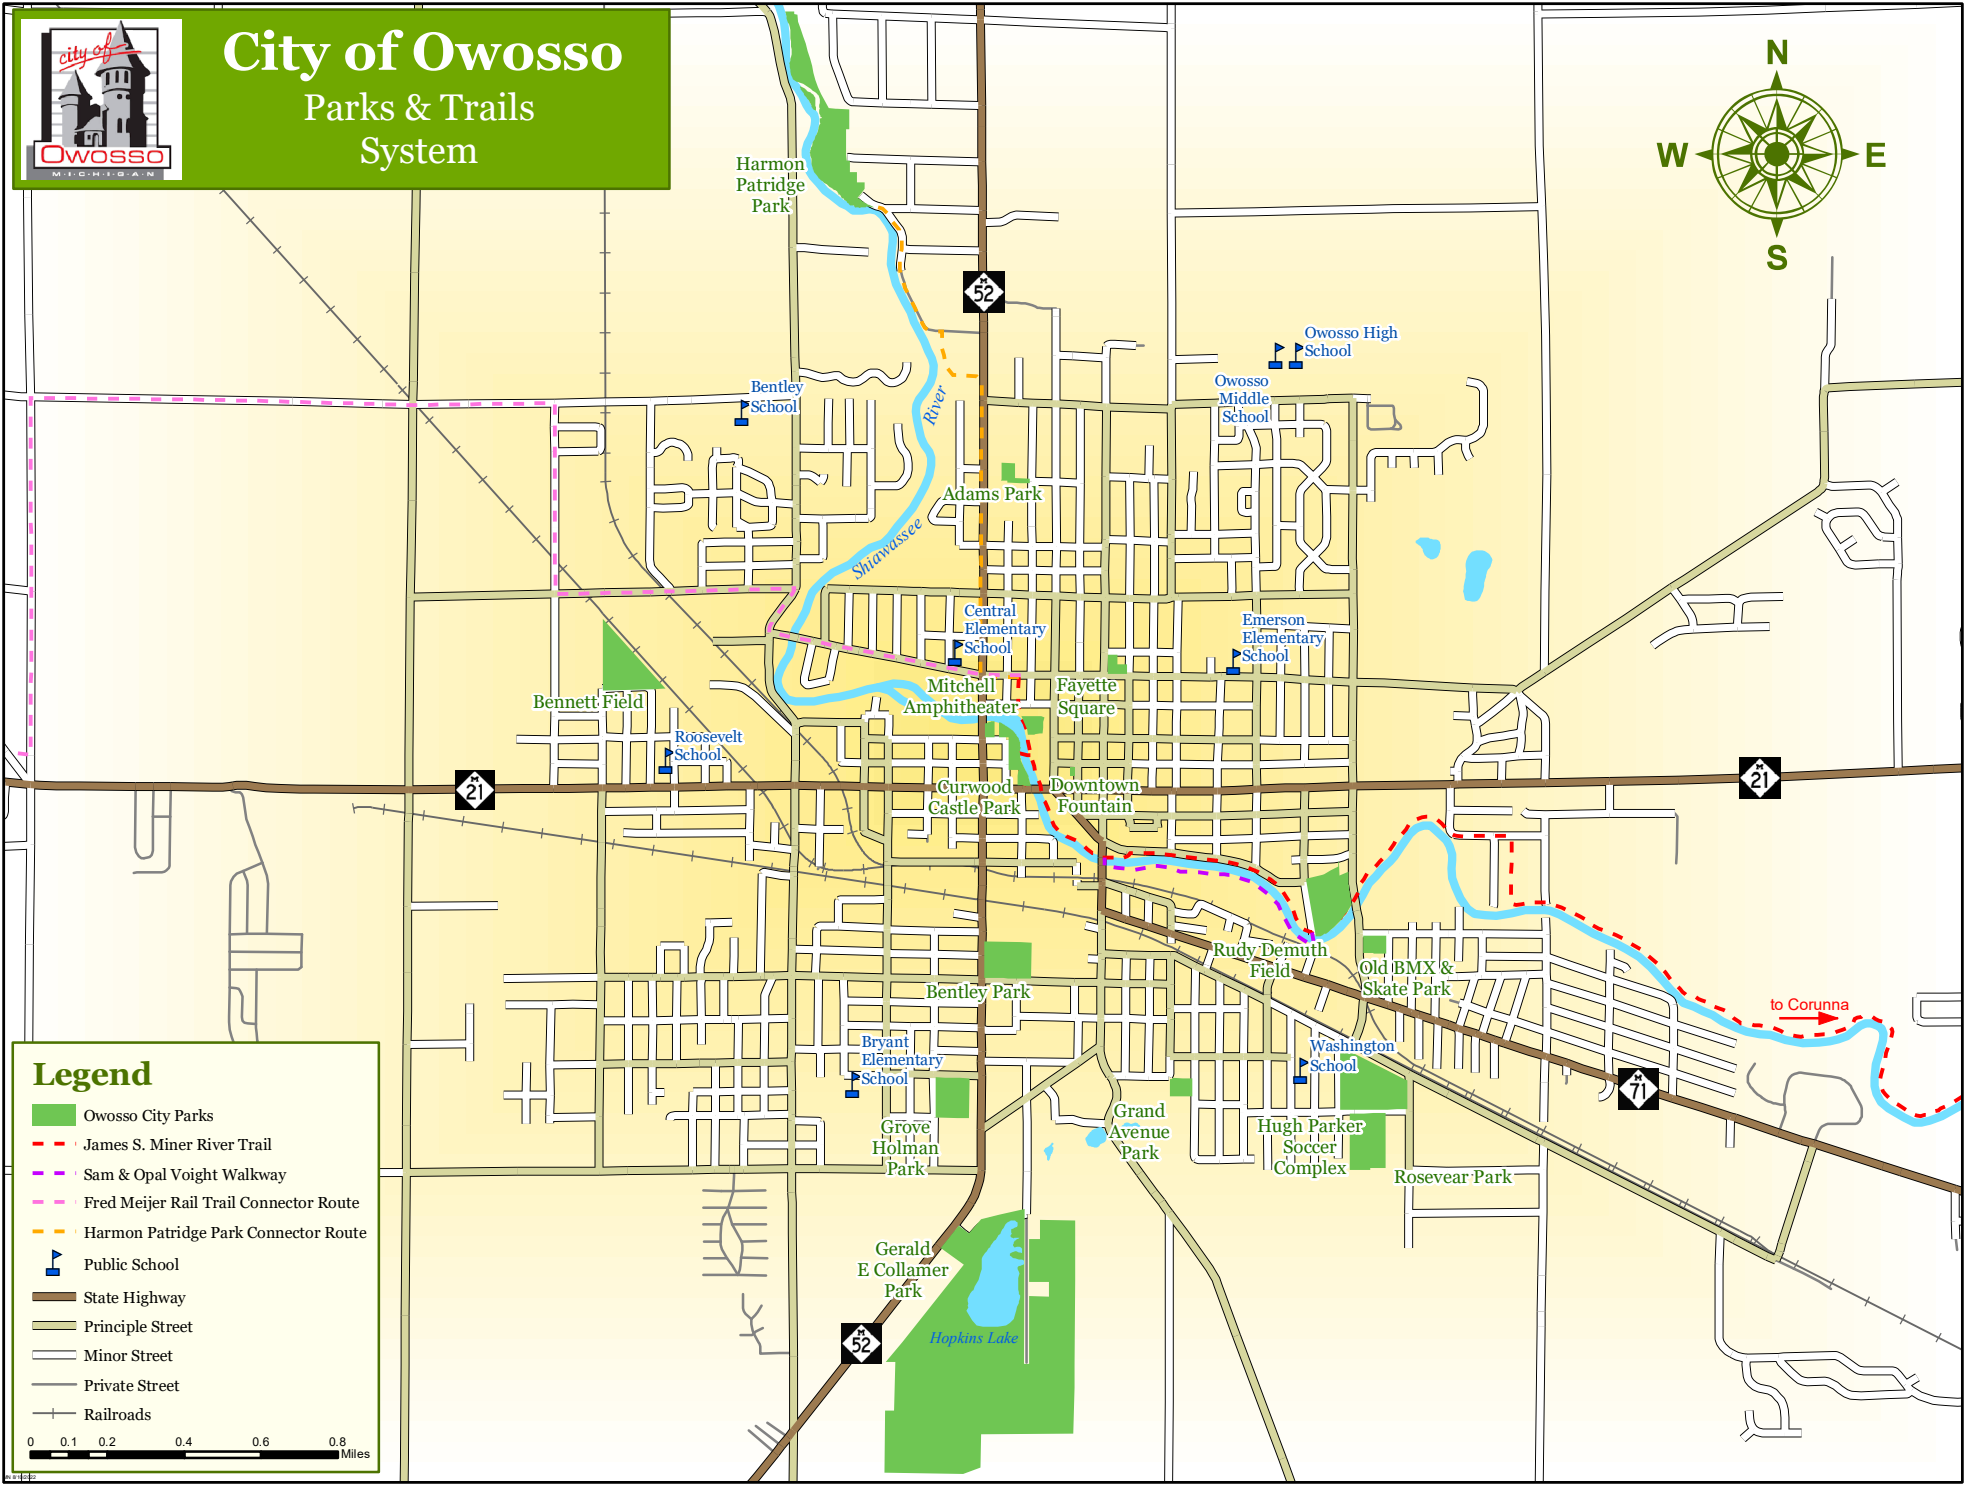 city of
OWOSSO
M·I·C·H·I·G·A·N
City of Owosso
Parks & Trails
System
N
W
E
S
Harmon
Patridge
Park
52
Owosso High
School
Owosso
Middle
School
Bentley
School
River
Adams Park
Shiawassee
Central
Elementary
School
Emerson
Elementary
School
Mitchell
Amphitheater
Fayette
Square
Bennett Field
Roosevelt
School
M
21
Curwood
Castle Park
Downtown
Fountain
M
21
Rudy Demuth
Field
Old BMX &
Skate Park
Bentley Park
to Corunna
Bryant
Elementary
School
Washington
School
M
71
Grove
Holman
Park
Grand
Avenue
Park
Hugh Parker
Soccer
Complex
Rosevear Park
Gerald
E Collamer
Park
Hopkins Lake
M
52
Legend
Owosso City Parks
James S. Miner River Trail
Sam & Opal Voight Walkway
Fred Meijer Rail Trail Connector Route
Harmon Patridge Park Connector Route
Public School
State Highway
Principle Street
Minor Street
Private Street
Railroads
0 0.1 0.2 0.4 0.6 0.8
Miles